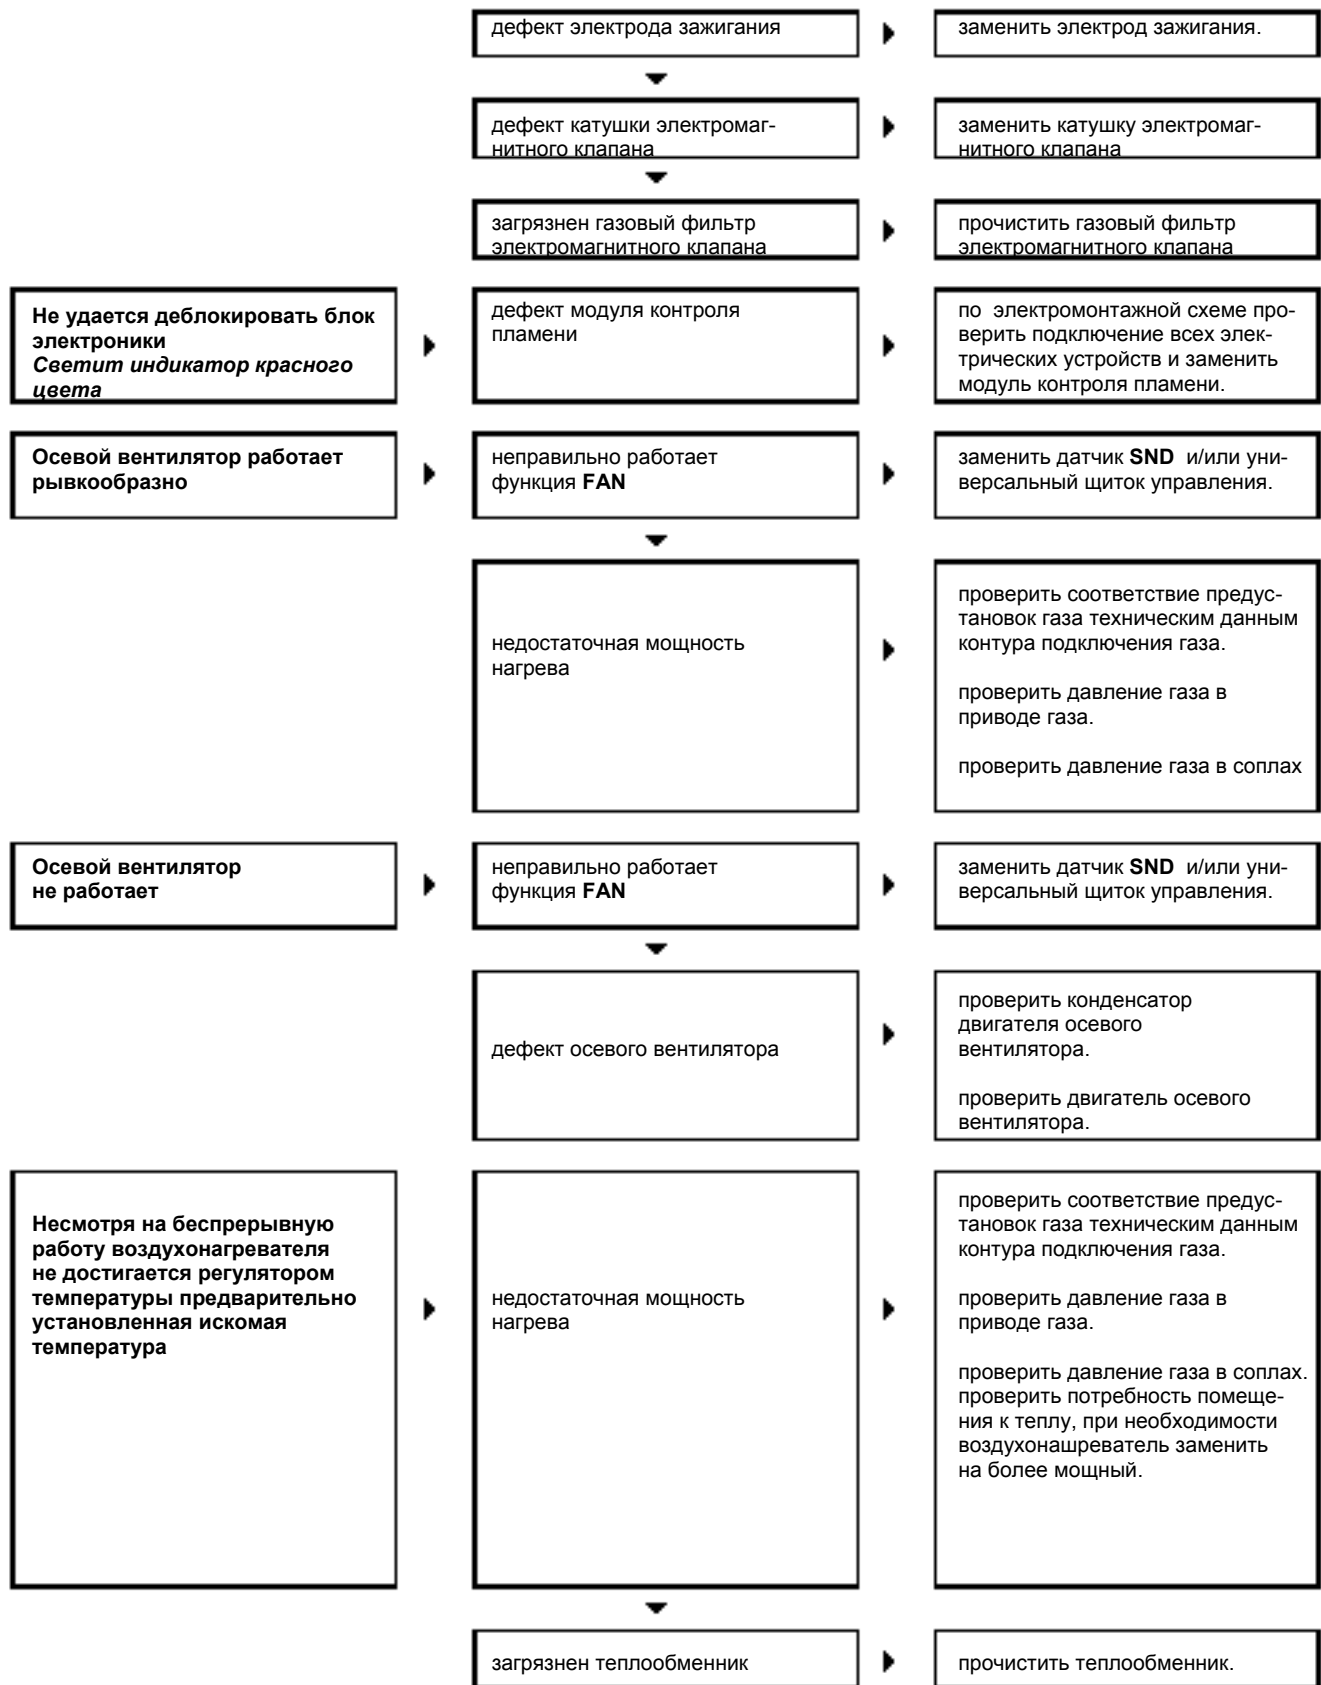 дефект электрода зажигания
заменить электрод зажигания.
дефект катушки электромаг-
нитного клапана
заменить катушку электромаг-
нитного клапана
загрязнен газовый фильтр
электромагнитного клапана
прочистить газовый фильтр
электромагнитного клапана
Не удается деблокировать блок
электроники
Светит индикатор красного
цвета
дефект модуля контроля
пламени
по электромонтажной схеме про-
верить подключение всех элек-
трических устройств и заменить
модуль контроля пламени.
Осевой вентилятор работает
рывкообразно
неправильно работает
функция FAN
заменить датчик SND и/или уни-
версальный щиток управления.
недостаточная мощность
нагрева
проверить соответствие предус-
тановок газа техническим данным
контура подключения газа.
проверить давление газа в
приводе газа.
проверить давление газа в соплах
Осевой вентилятор
не работает
неправильно работает
функция FAN
заменить датчик SND и/или уни-
версальный щиток управления.
дефект осевого вентилятора
проверить конденсатор
двигателя осевого
вентилятора.
проверить двигатель осевого
вентилятора.
Несмотря на беспрерывную
работу воздухонагревателя
не достигается регулятором
температуры предварительно
установленная искомая
температура
недостаточная мощность
нагрева
проверить соответствие предус-
тановок газа техническим данным
контура подключения газа.
проверить давление газа в
приводе газа.
проверить давление газа в соплах.
проверить потребность помеще-
ния к теплу, при необходимости
воздухонашреватель заменить
на более мощный.
загрязнен теплообменник
прочистить теплообменник.